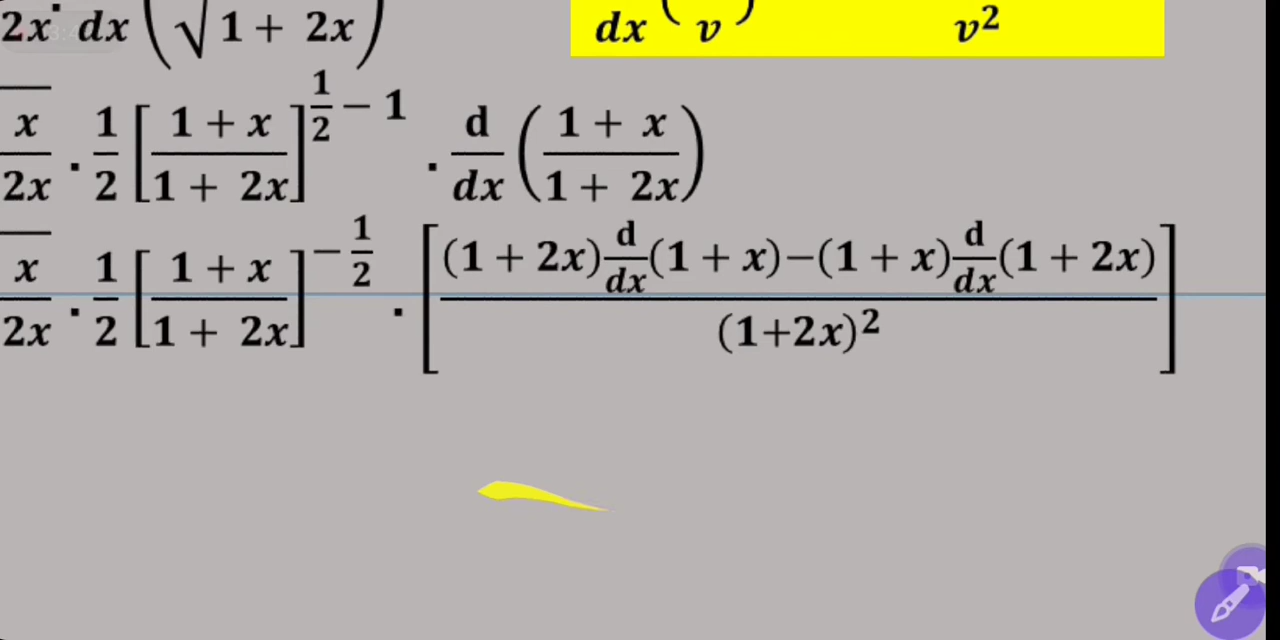 2x · d/dx (√ 1 + 2x) d/dx ( /v) v²
x/2x · 1/2 [1 + x / 1 + 2x]^(1/2 − 1) · d/dx (1 + x / 1 + 2x)
x/2x · 1/2 [1 + x / 1 + 2x]^(−1/2) · [(1 + 2x) d/dx (1 + x) − (1 + x) d/dx (1 + 2x) / (1+2x)²]